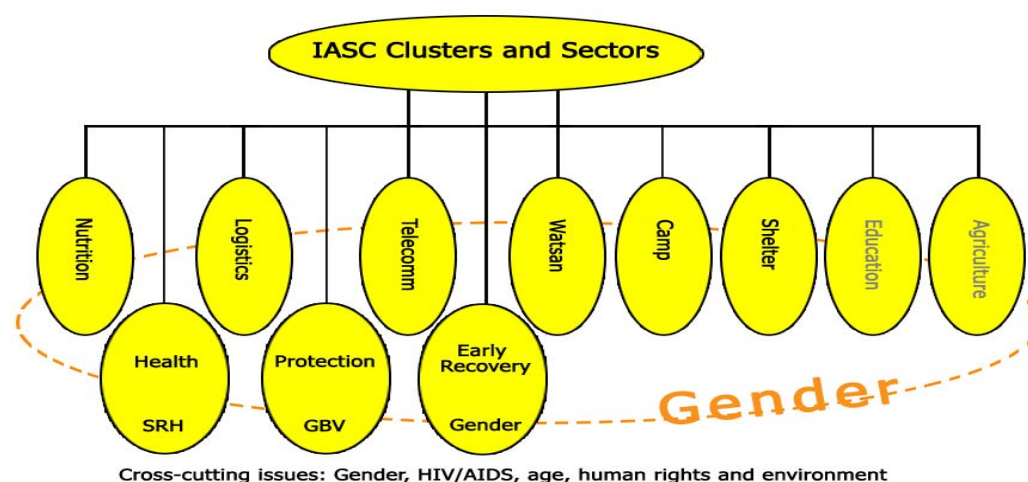 IASC Clusters and Sectors
Nutrition
Logistics
Telecomm
Watsan
Camp
Shelter
Education
Agriculture
Health
SRH
Protection
GBV
Early
Recovery
Gender
Gender
Cross-cutting issues: Gender, HIV/AIDS, age, human rights and environment